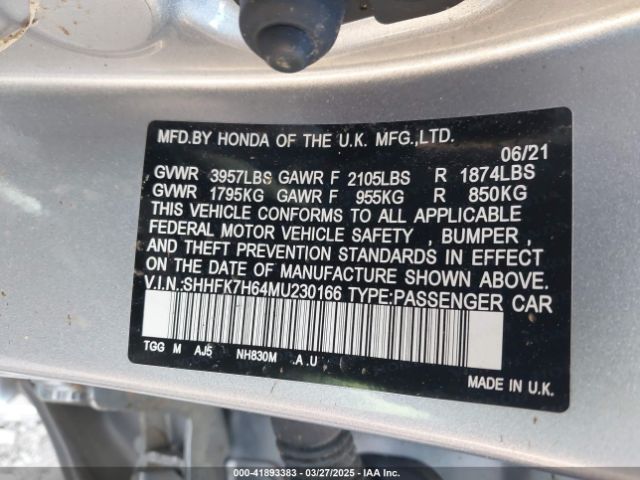 MFD.BY HONDA OF THE U.K. MFG.,LTD.
06/21
GVWR 3957LBS GAWR F 2105LBS R 1874LBS
GVWR 1795KG GAWR F 955KG R 850KG
THIS VEHICLE CONFORMS TO ALL APPLICABLE
FEDERAL MOTOR VEHICLE SAFETY , BUMPER ,
AND THEFT PREVENTION STANDARDS IN EFFECT
ON THE DATE OF MANUFACTURE SHOWN ABOVE.
V.I.N.:SHHFK7H64MU230166 TYPE:PASSENGER CAR
TGG M AJ5 NH830M .A .U
MADE IN U.K.
000-41893383 | 03/27/2025 | IAA Inc.